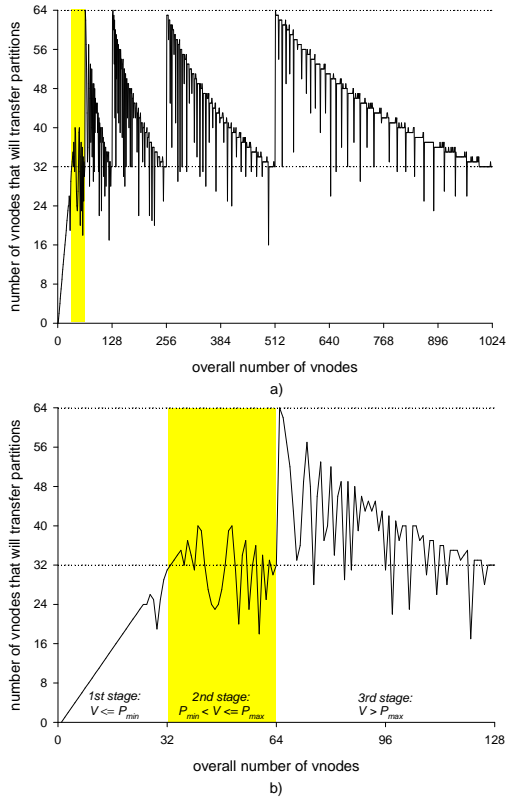 number of vnodes that will transfer partitions
64
56
48
40
32
24
16
8
0
0 128 256 384 512 640 768 896 1024
overall number of vnodes
a)
number of vnodes that will transfer partitions
64
56
48
40
32
24
16
8
0
1st stage: 2nd stage: 3rd stage:
V <= Pmin Pmin < V <= Pmax V > Pmax
0 32 64 96 128
overall number of vnodes
b)